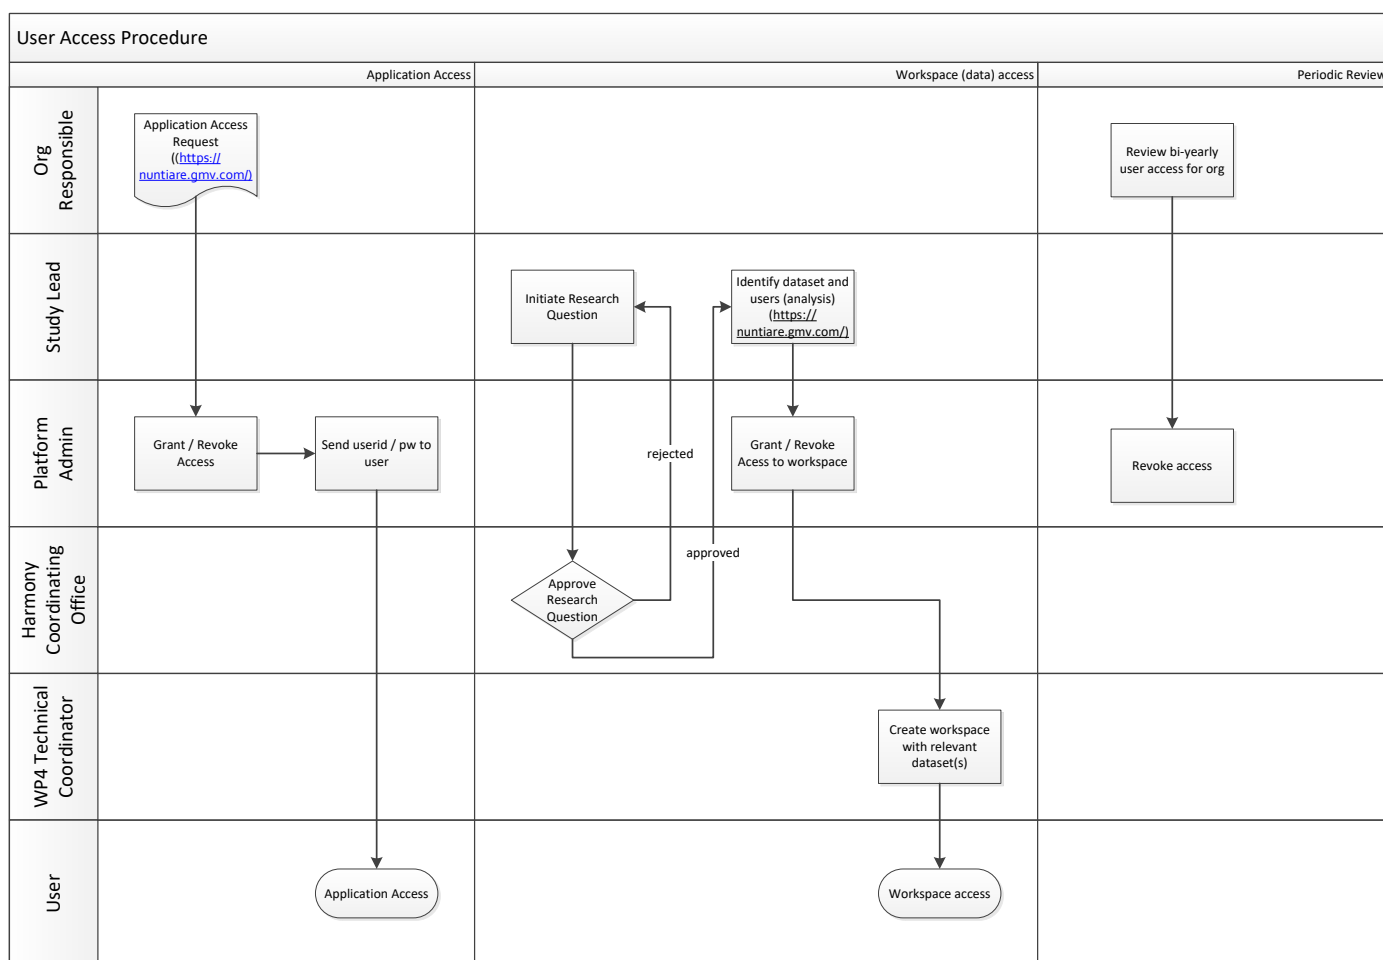 User Access Procedure
Application Access
Workspace (data) access
Periodic Review
Org
Responsible
Application Access
Request
((https://
nuntiare.gmv.com/)
Review bi-yearly
user access for org
Study Lead
Initiate Research
Question
Identify dataset and
users (analysis)
(https://
nuntiare.gmv.com/)
Platform
Admin
Grant / Revoke
Access
Send userid / pw to
user
rejected
Grant / Revoke
Acess to workspace
Revoke access
Harmony
Coordinating
Office
approved
Approve
Research
Question
WP4 Technical
Coordinator
Create workspace
with relevant
dataset(s)
User
Application Access
Workspace access